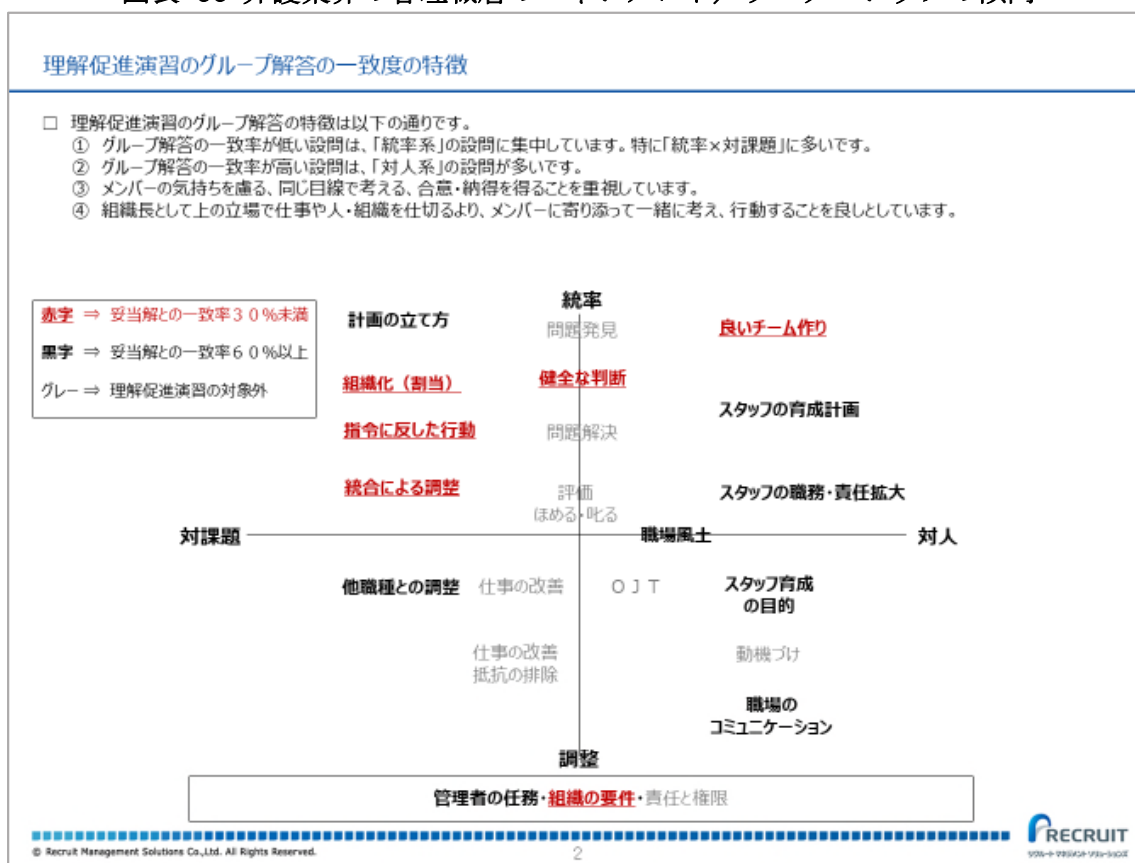 理解促進演習のグループ解答の一致度の特徴
□ 理解促進演習のグループ解答の特徴は以下の通りです。
① グループ解答の一致率が低い設問は、「統率系」の設問に集中しています。特に「統率×対課題」に多いです。
② グループ解答の一致率が高い設問は、「対人系」の設問が多いです。
③ メンバーの気持ちを慮る、同じ目線で考える、合意・納得を得ることを重視しています。
④ 組織長として上の立場で仕事や人・組織を仕切るより、メンバーに寄り添って一緒に考え、行動することを良しとしています。
赤字 ⇒ 妥当解との一致率30%未満
黒字 ⇒ 妥当解との一致率60%以上
グレー ⇒ 理解促進演習の対象外
統率
計画の立て方
問題発見
良いチーム作り
組織化（割当）
健全な判断
スタッフの育成計画
指令に反した行動
問題解決
統合による調整
評価
ほめる・叱る
スタッフの職務・責任拡大
対課題
職場風土
対人
他職種との調整
仕事の改善
OJT
スタッフ育成
の目的
仕事の改善
抵抗の排除
動機づけ
職場の
コミュニケーション
調整
管理者の任務・組織の要件・責任と権限
© Recruit Management Solutions Co.,Ltd. All Rights Reserved.
2
RECRUIT
リクルートマネジメントソリューションズ